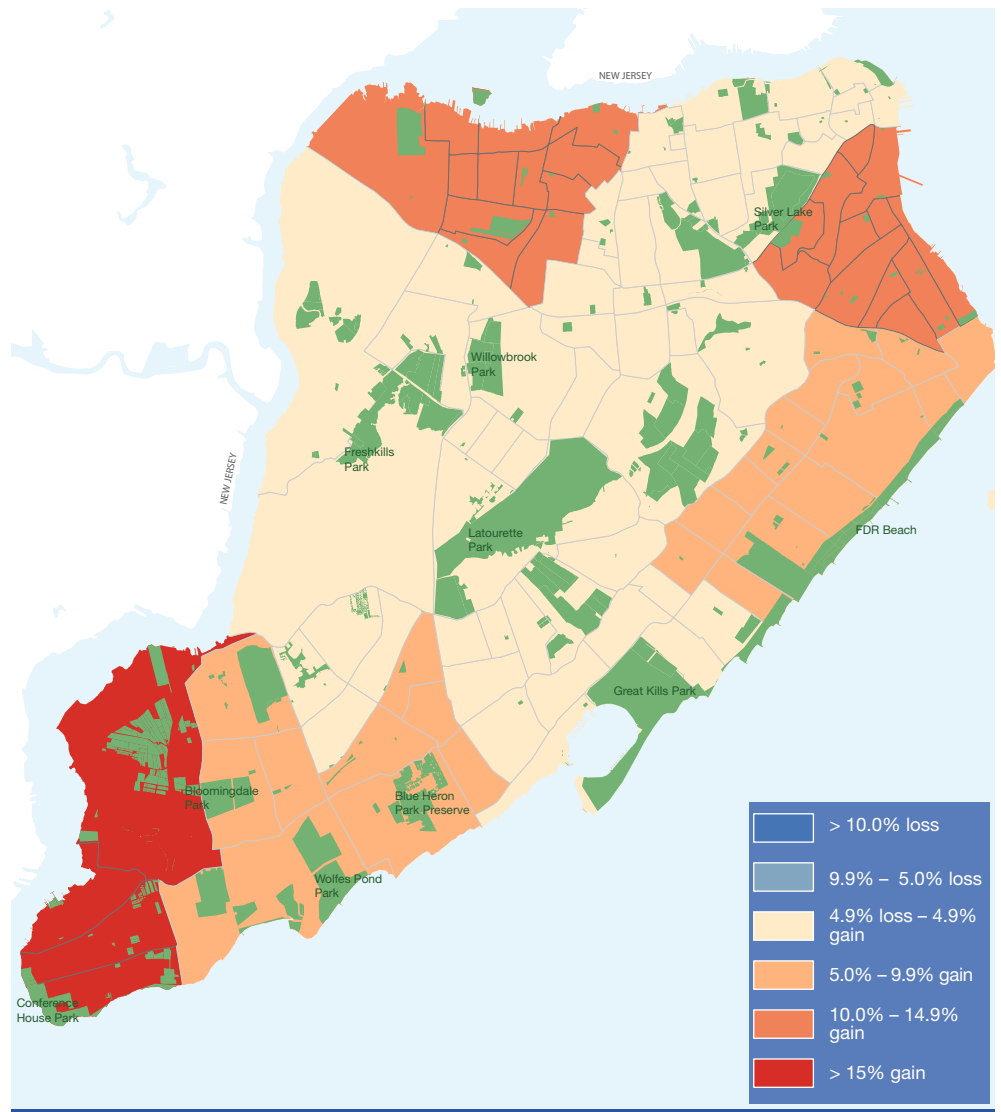 NEW JERSEY
Silver Lake
Park
Willowbrook
Park
Freshkills
Park
NEW JERSEY
Latourette
Park
FDR Beach
Great Kills Park
Bloomingdale
Park
Blue Heron
Park Preserve
Wolfes Pond
Park
Conference
House Park
> 10.0% loss
9.9% – 5.0% loss
4.9% loss – 4.9%
gain
5.0% – 9.9% gain
10.0% – 14.9%
gain
> 15% gain